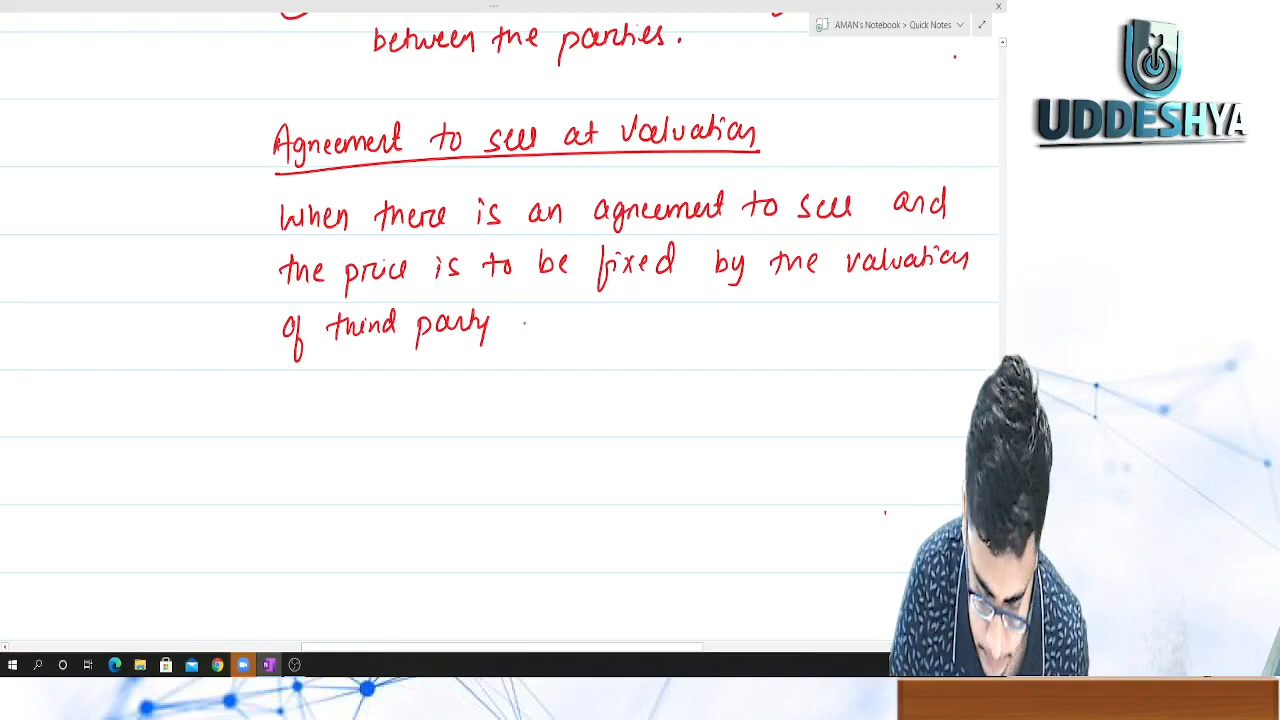 between the parties.
AMAN's Notebook > Quick Notes
UDDESHYA
Agreement to sell at valuation
When there is an agreement to sell and
the price is to be fixed by the valuation
of third party